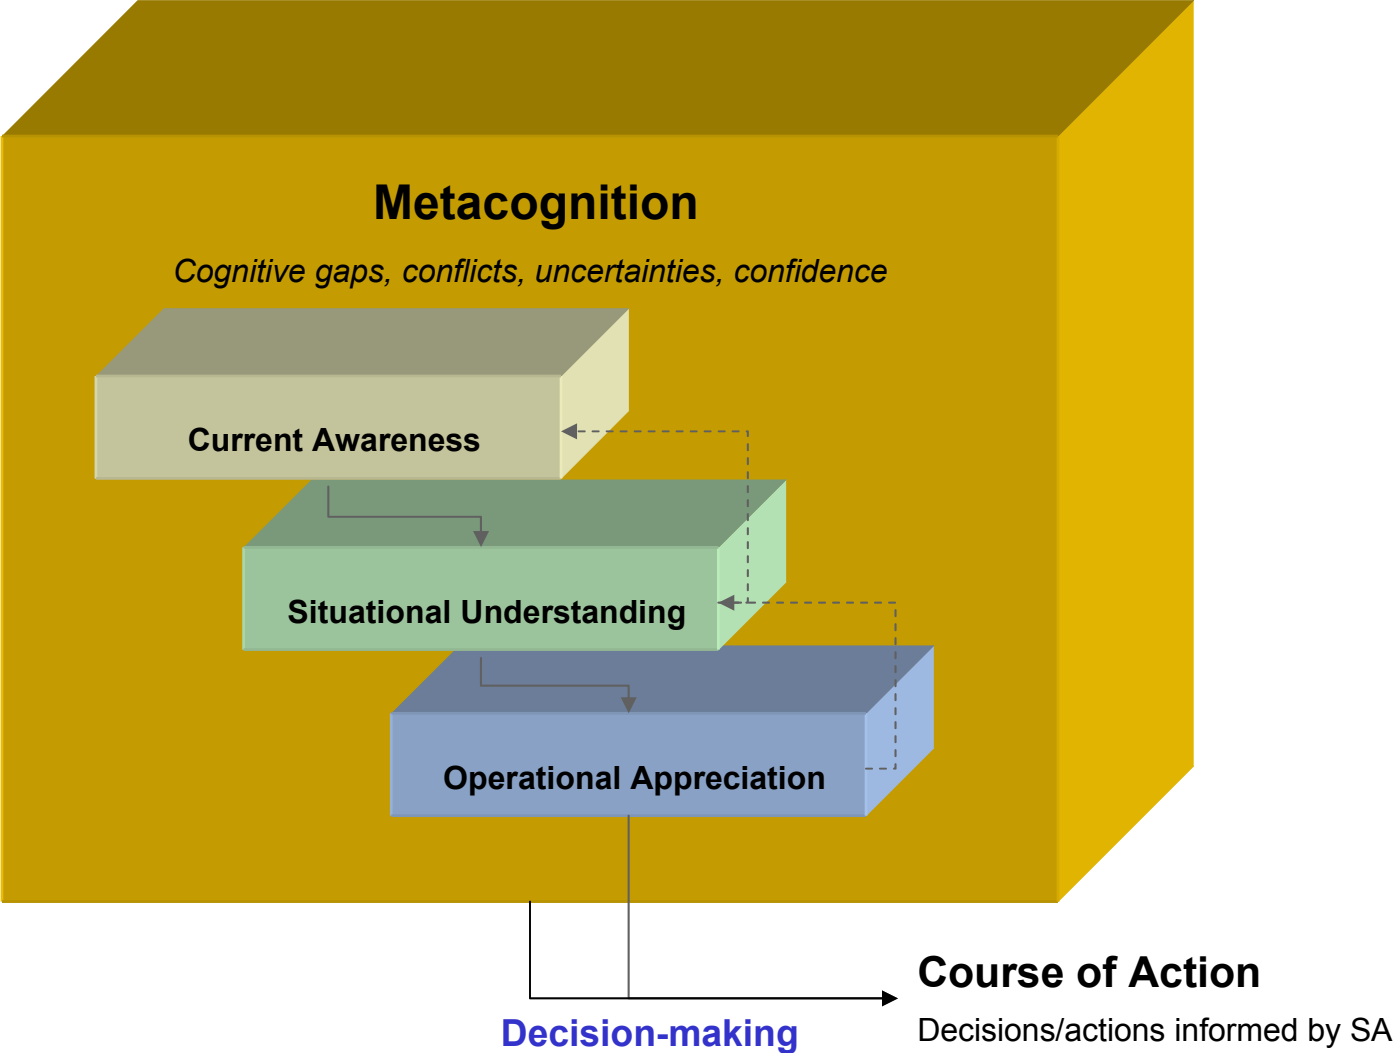 Metacognition
Cognitive gaps, conflicts, uncertainties, confidence
Current Awareness
Situational Understanding
Operational Appreciation
Course of Action
Decision-making
Decisions/actions informed by SA